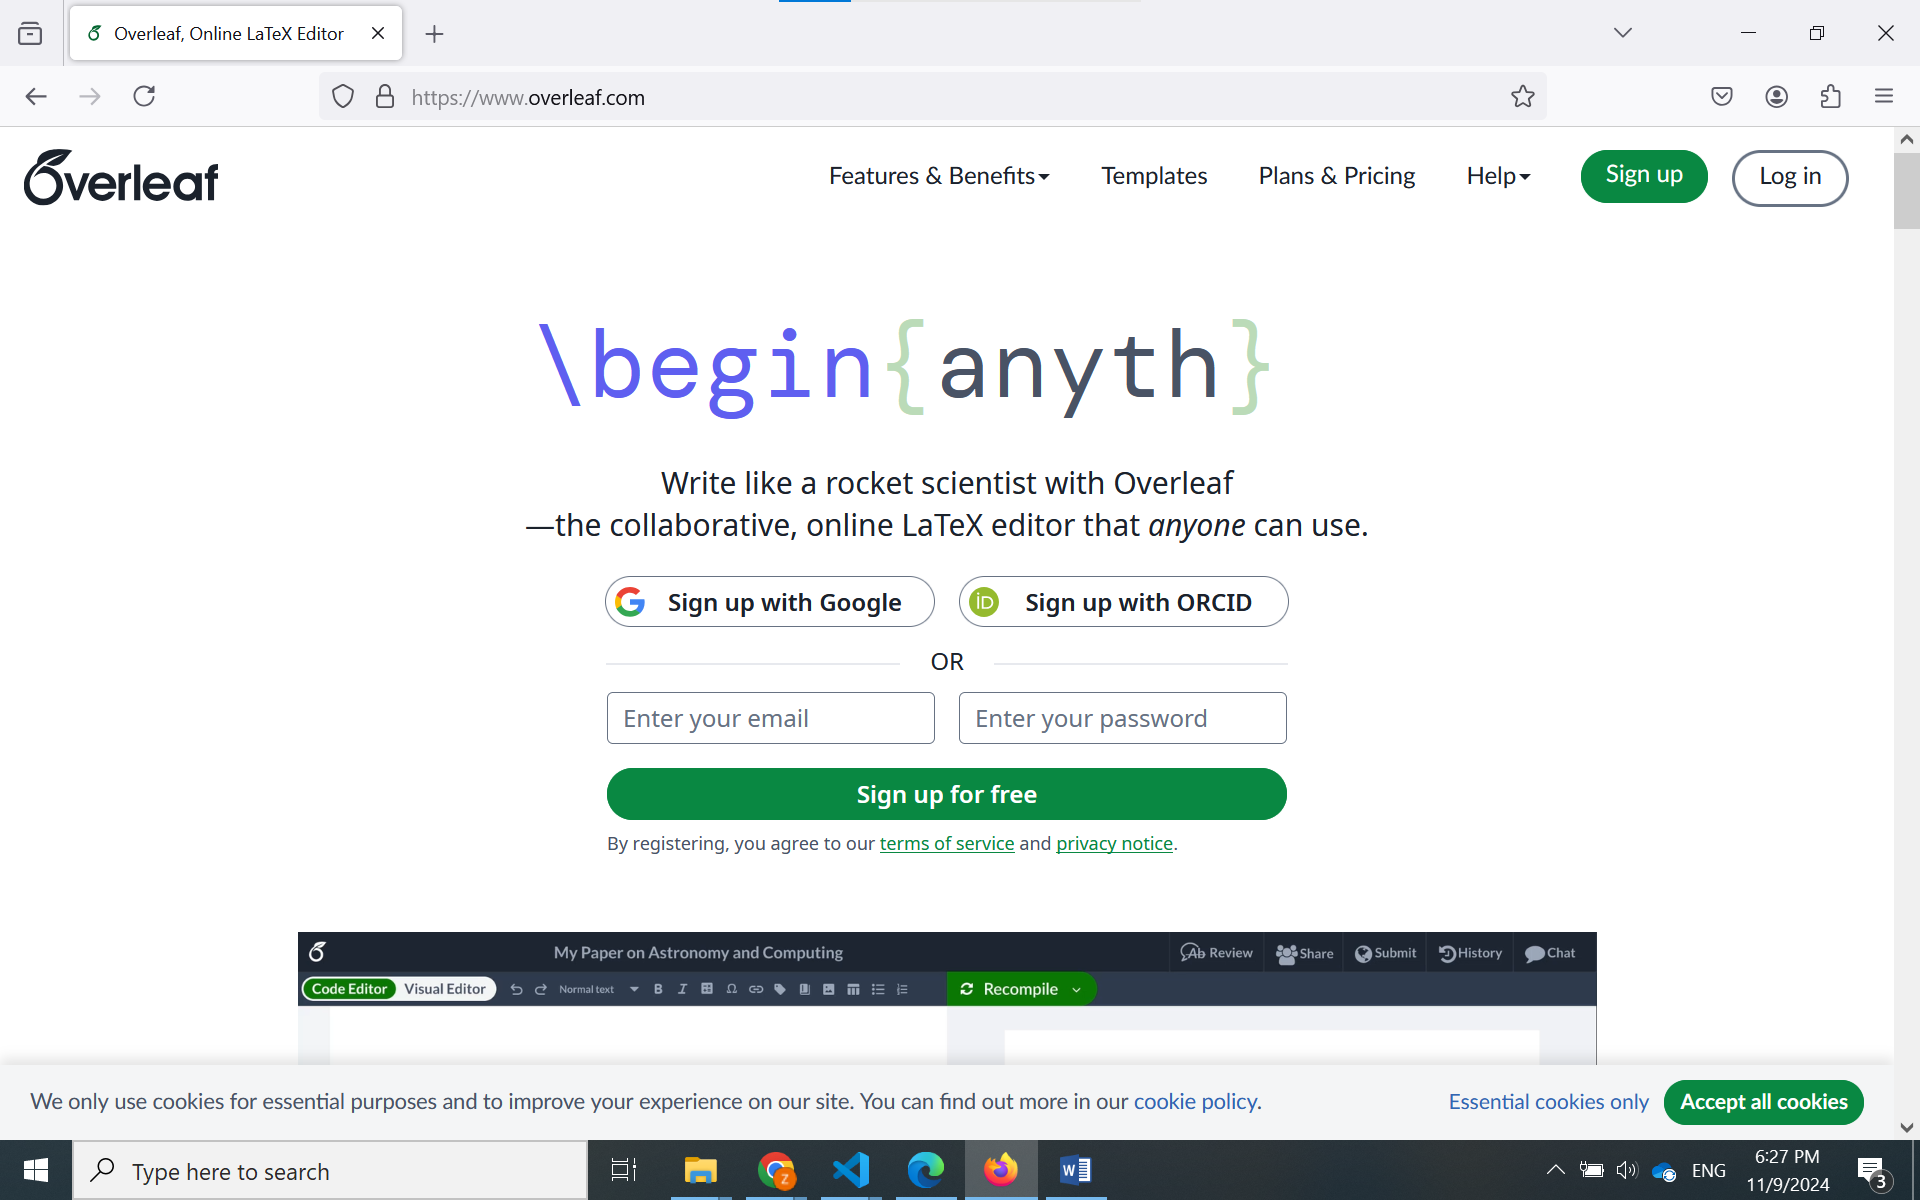 Overleaf, Online LaTeX Editor
https://www.overleaf.com
Overleaf
Features & Benefits
Templates
Plans & Pricing
Help
Sign up
Log in
\begin{anyth}
Write like a rocket scientist with Overleaf
—the collaborative, online LaTeX editor that anyone can use.
Sign up with Google
Sign up with ORCID
OR
Enter your email
Enter your password
Sign up for free
By registering, you agree to our terms of service and privacy notice.
My Paper on Astronomy and Computing
Review
Share
Submit
History
Chat
Code Editor
Visual Editor
Normal text
Recompile
We only use cookies for essential purposes and to improve your experience on our site. You can find out more in our cookie policy.
Essential cookies only
Accept all cookies
Type here to search
ENG
6:27 PM
11/9/2024
3